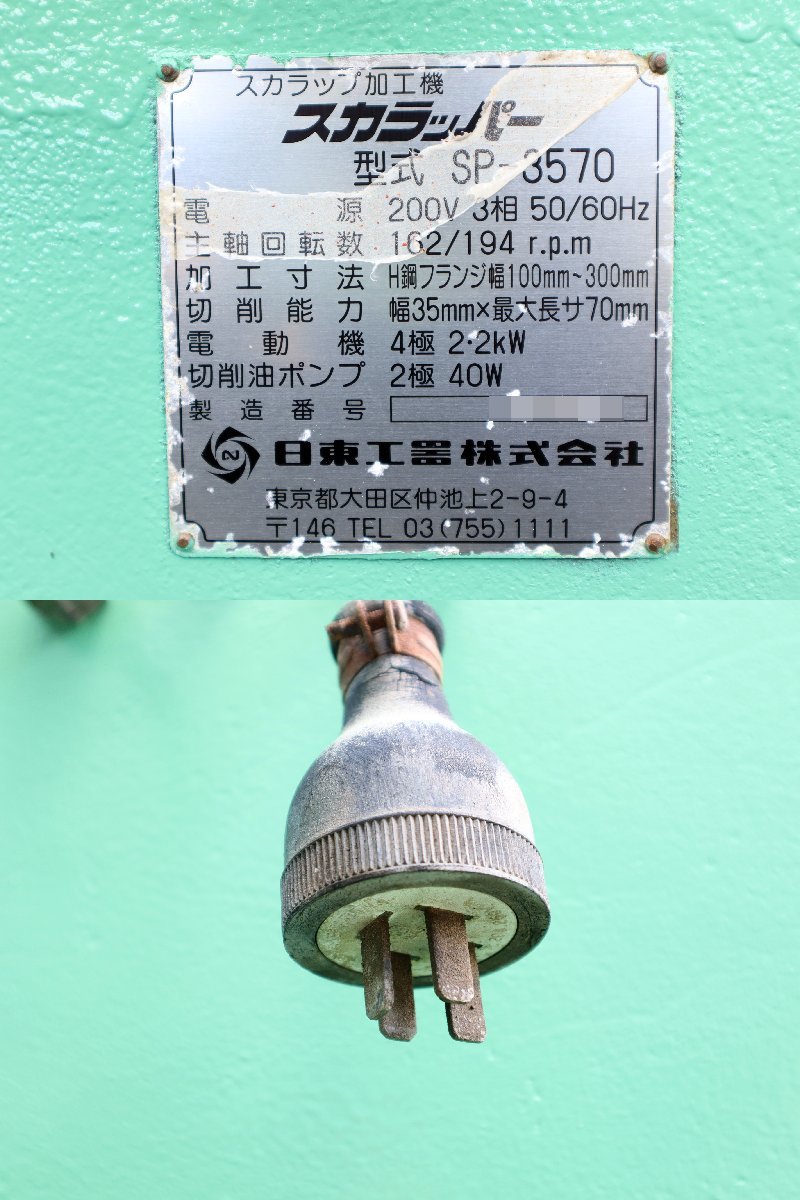 スカラップ加工機
スカラッパー
型式 SP-3570
電源 200V 3相 50/60Hz
主軸回転数 162/194 r.p.m
加工寸法 H鋼フランジ幅100mm~300mm
切削能力 幅35mm×最大長サ70mm
電動機 4極 2·2kW
切削油ポンプ 2極 40W
製造番号
日東工器株式会社
東京都大田区仲池上2-9-4
〒146 TEL 03(755)1111